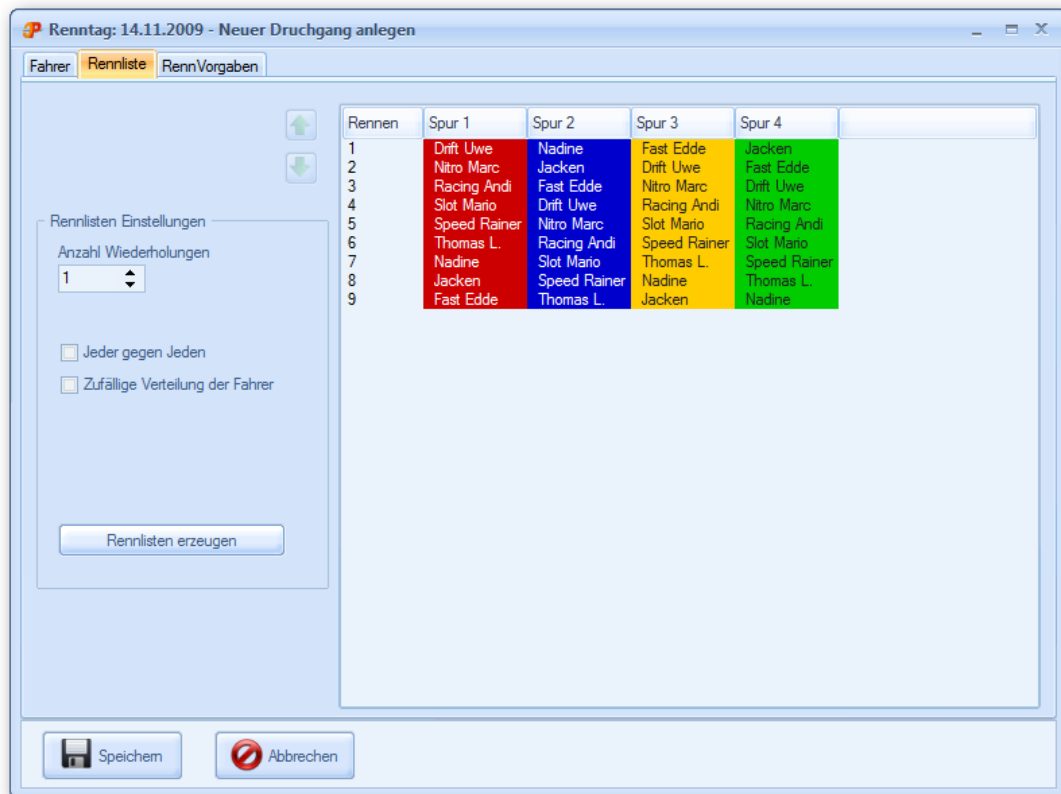 Renntag: 14.11.2009 - Neuer Druchgang anlegen
Fahrer Rennliste RennVorgaben
Rennen Spur 1 Spur 2 Spur 3 Spur 4
1 Drift Uwe Nadine Fast Edde Jacken
2 Nitro Marc Jacken Drift Uwe Fast Edde
3 Racing Andi Fast Edde Nitro Marc Drift Uwe
4 Slot Mario Drift Uwe Racing Andi Nitro Marc
5 Speed Rainer Nitro Marc Slot Mario Racing Andi
6 Thomas L. Racing Andi Speed Rainer Slot Mario
7 Nadine Slot Mario Thomas L. Speed Rainer
8 Jacken Speed Rainer Nadine Thomas L.
9 Fast Edde Thomas L. Jacken Nadine
Rennlisten Einstellungen
Anzahl Wiederholungen
1
Jeder gegen Jeden
Zufällige Verteilung der Fahrer
Rennlisten erzeugen
Speichern Abbrechen